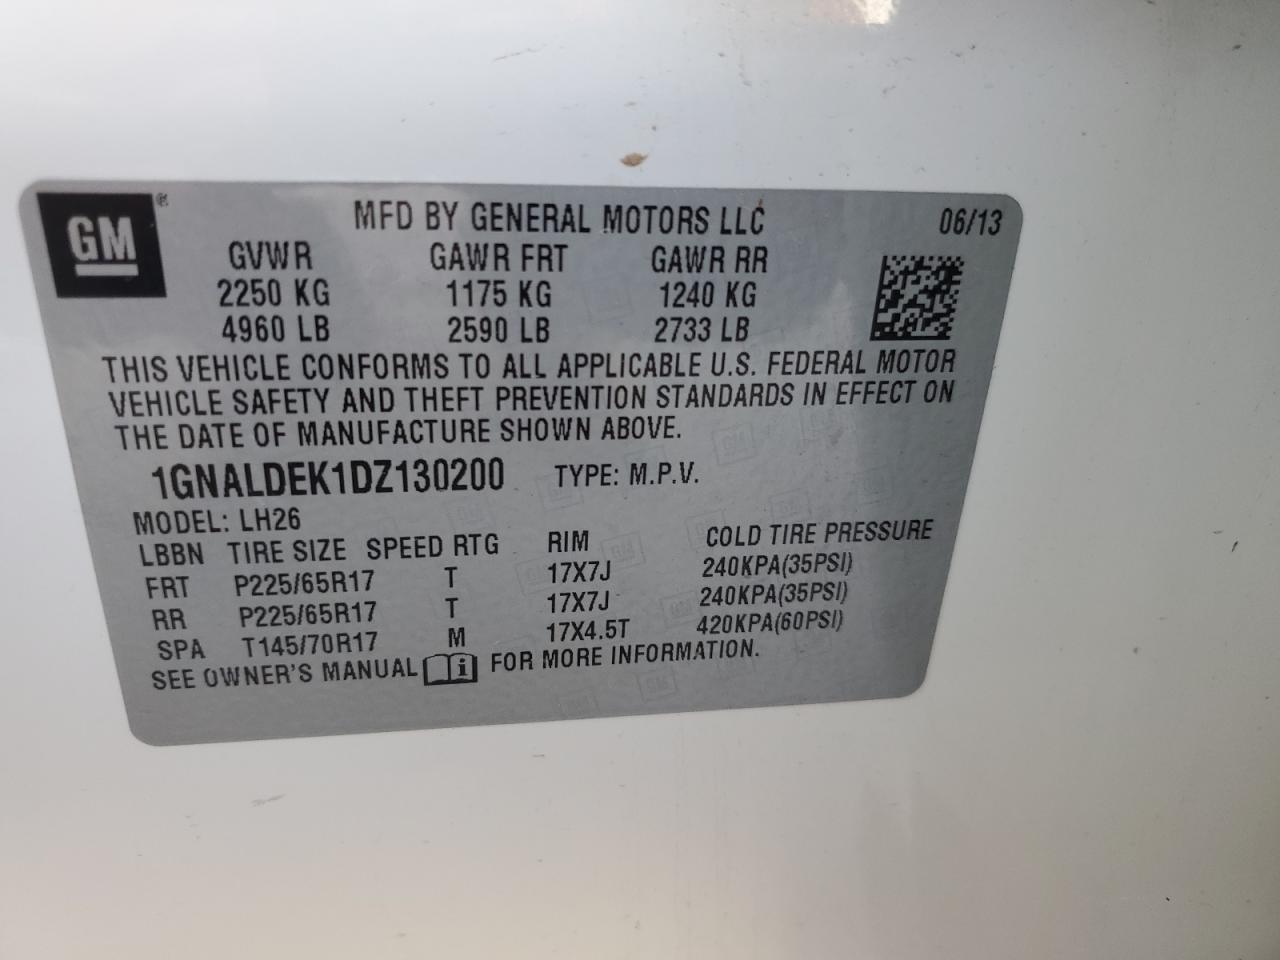 GM ®
MFD BY GENERAL MOTORS LLC 06/13
GVWR GAWR FRT GAWR RR
2250 KG 1175 KG 1240 KG
4960 LB 2590 LB 2733 LB
THIS VEHICLE CONFORMS TO ALL APPLICABLE U.S. FEDERAL MOTOR
VEHICLE SAFETY AND THEFT PREVENTION STANDARDS IN EFFECT ON
THE DATE OF MANUFACTURE SHOWN ABOVE.
1GNALDEK1DZ130200 TYPE: M.P.V.
MODEL: LH26
LBBN TIRE SIZE SPEED RTG RIM COLD TIRE PRESSURE
FRT P225/65R17 T 17X7J 240KPA(35PSI)
RR P225/65R17 T 17X7J 240KPA(35PSI)
SPA T145/70R17 M 17X4.5T 420KPA(60PSI)
SEE OWNER'S MANUAL i FOR MORE INFORMATION.